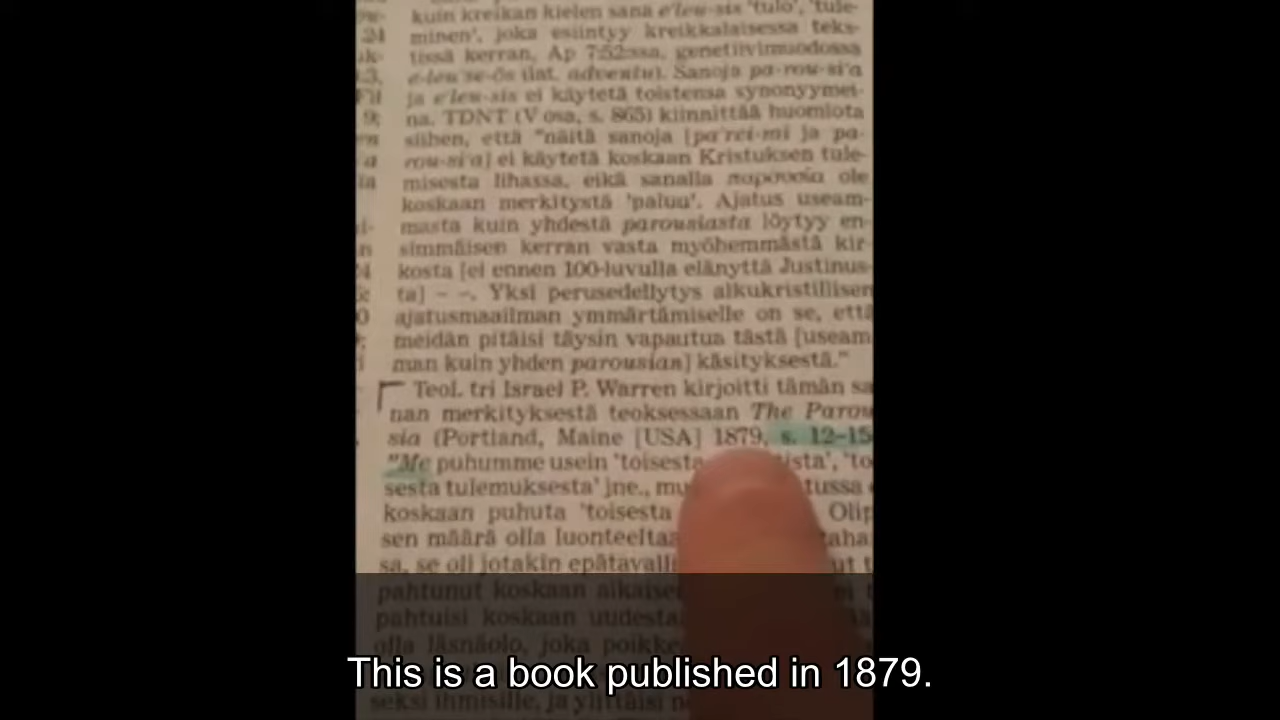 kuin kreikan kielen sana e'leu-sis 'tulo', 'tule-
minen', joka esiintyy kreikkalaisessa teks-
24 tissä kerran, Ap 7:52:ssa, genetiivimuodossa
e-leu'se-ōs (lat. adventu). Sanoja pa-rou-si'a
ja e'leu-sis ei käytetä toistensa synonyymei-
9; na. TDNT (V osa, s. 865) kiinnittää huomiota
siihen, että "näitä sanoja [pa'rei-mi ja pa-
rou-si'a] ei käytetä koskaan Kristuksen tule-
misesta lihassa, eikä sanalla παρουσία ole
koskaan merkitystä 'paluu'. Ajatus useam-
masta kuin yhdestä parousiasta löytyy en-
simmäisen kerran vasta myöhemmästä kir-
kosta [ei ennen 100-luvulla elänyttä Justinus-
ta] – –. Yksi perusedellytys alkukristillisen
ajatusmaailman ymmärtämiselle on se, että
meidän pitäisi täysin vapautua tästä [useam
man kuin yhden parousian] käsityksestä."
Teol. tri Israel P. Warren kirjoitti tämän sa
nan merkityksestä teoksessaan The Parou
sia (Portland, Maine [USA] 1879, s. 12–15
"Me puhumme usein 'toisesta 'to
sesta tulemuksesta' jne., mu
koskaan puhuta 'toisesta Olip
sen määrä olla luonteeltaa
sa, se oli jotakin epätavalli
pahtunut koskaan aikaise
pahtuisi koskaan uudesta
olla läsnäolo, joka poikke
This is a book published in 1879.
seksi ihmisille, ja ylittäisi